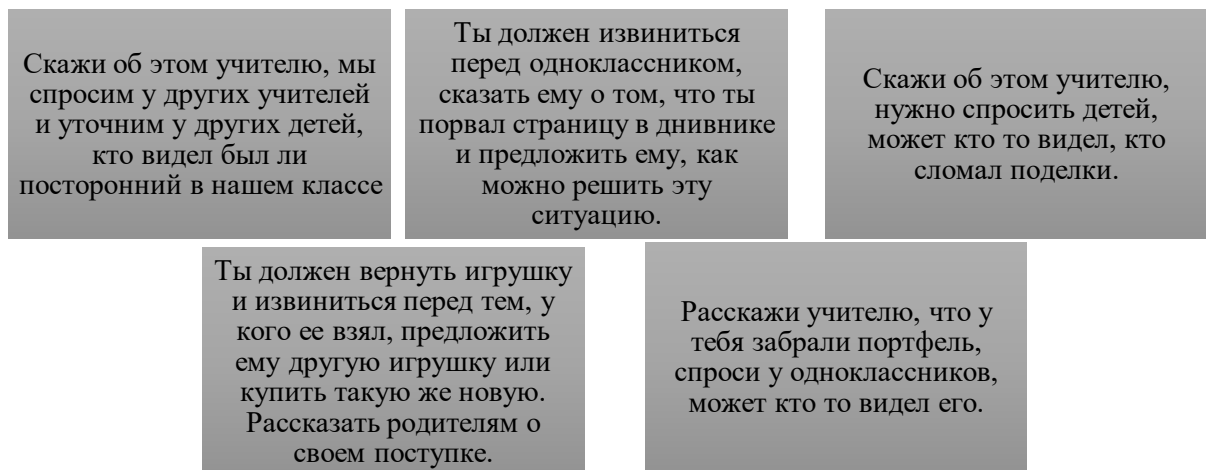 Скажи об этом учителю, мы
спросим у других учителей
и уточним у других детей,
кто видел был ли
посторонний в нашем классе
Ты должен извиниться
перед одноклассником,
сказать ему о том, что ты
порвал страницу в днивнике
и предложить ему, как
можно решить эту
ситуацию.
Скажи об этом учителю,
нужно спросить детей,
может кто то видел, кто
сломал поделки.
Ты должен вернуть игрушку
и извиниться перед тем, у
кого ее взял, предложить
ему другую игрушку или
купить такую же новую.
Рассказать родителям о
своем поступке.
Расскажи учителю, что у
тебя забрали портфель,
спроси у одноклассников,
может кто то видел его.